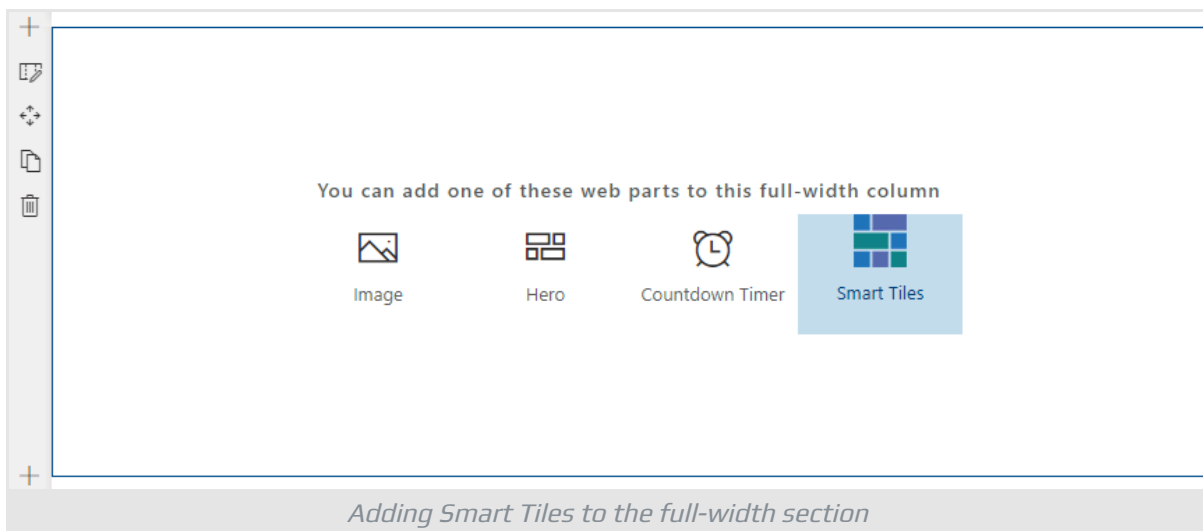 You can add one of these web parts to this full-width column
Image Hero Countdown Timer Smart Tiles
Adding Smart Tiles to the full-width section